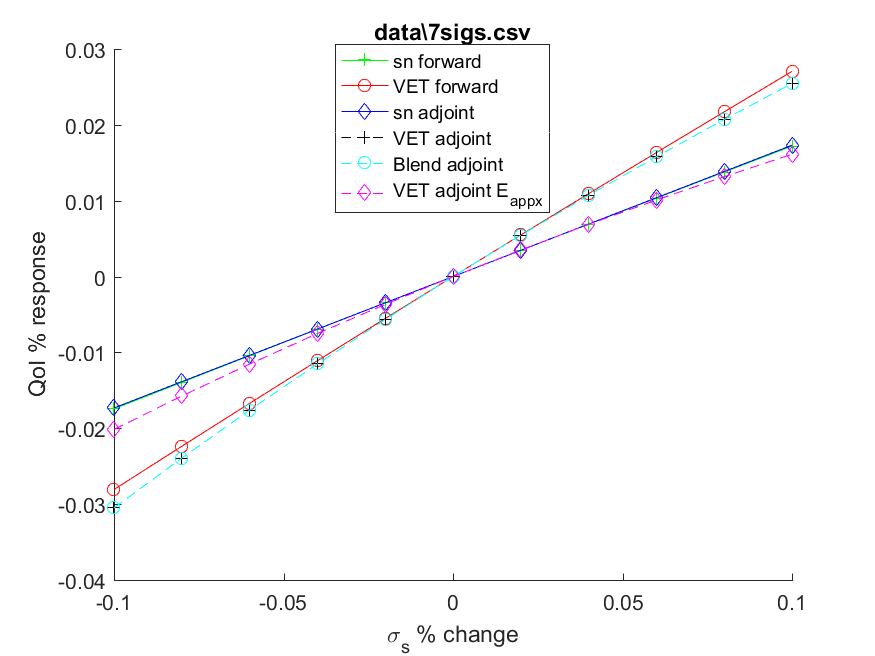 data\7sigs.csv
sn forward
VET forward
sn adjoint
VET adjoint
Blend adjoint
VET adjoint E_appx
0.03
0.02
0.01
0
-0.01
-0.02
-0.03
-0.04
QoI % response
-0.1
-0.05
0
0.05
0.1
σ_s % change